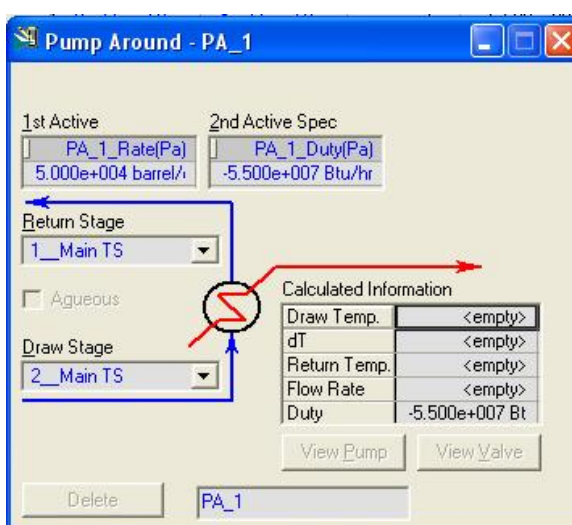 Pump Around - PA_1
1st Active
2nd Active Spec
PA_1_Rate(Pa)
PA_1_Duty(Pa)
5.000e+004 barrel/
-5.500e+007 Btu/hr
Return Stage
1__Main TS
Aqueous
Draw Stage
2__Main TS
Calculated Information
Draw Temp. <empty>
dT <empty>
Return Temp. <empty>
Flow Rate <empty>
Duty -5.500e+007 Bt
View Pump
View Valve
Delete
PA_1